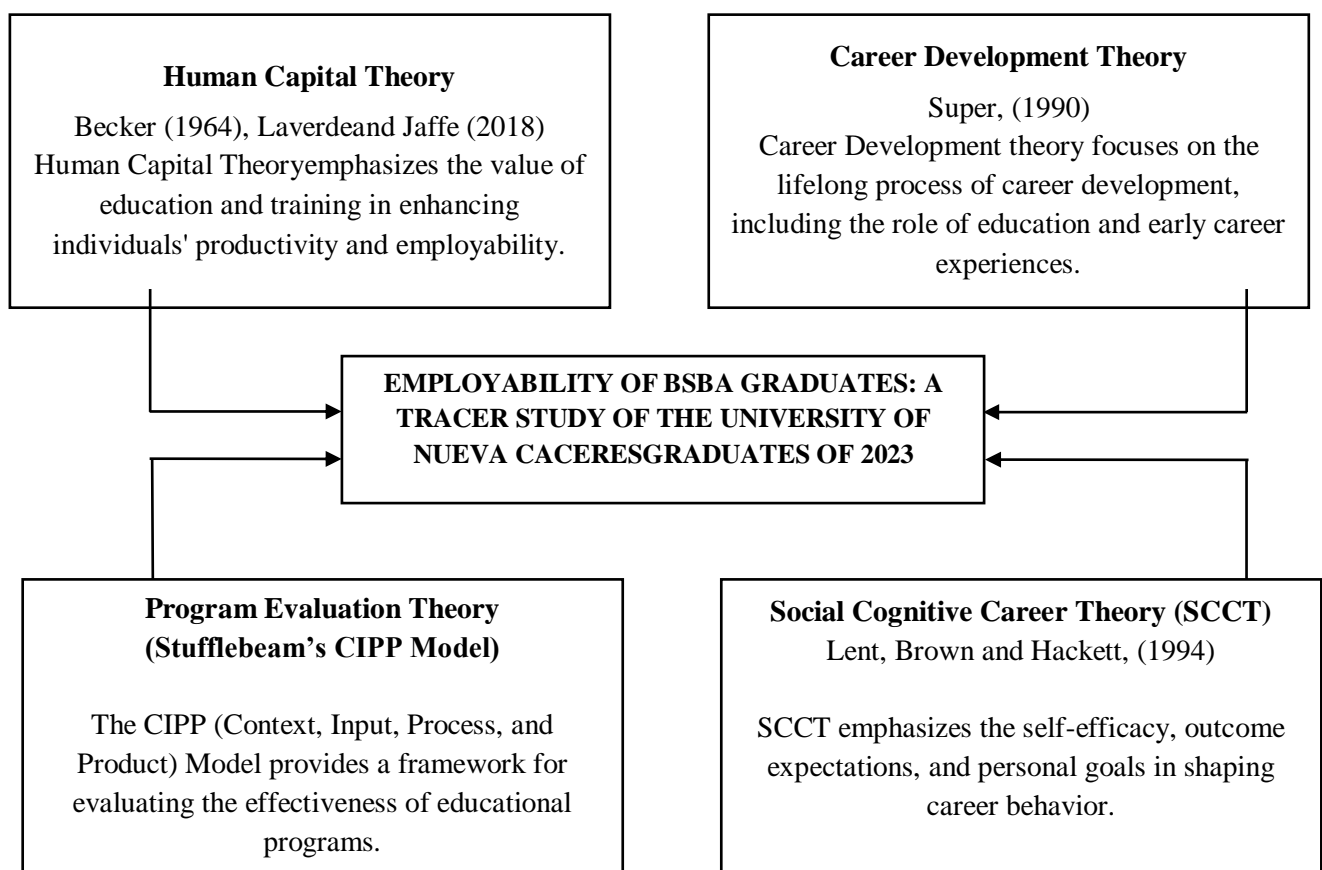 Human Capital Theory
Becker (1964), Laverdeand Jaffe (2018)
Human Capital Theoryemphasizes the value of
education and training in enhancing
individuals' productivity and employability.
Career Development Theory
Super, (1990)
Career Development theory focuses on the
lifelong process of career development,
including the role of education and early career
experiences.
EMPLOYABILITY OF BSBA GRADUATES: A
TRACER STUDY OF THE UNIVERSITY OF
NUEVA CACERESGRADUATES OF 2023
Program Evaluation Theory
(Stufflebeam’s CIPP Model)
The CIPP (Context, Input, Process, and
Product) Model provides a framework for
evaluating the effectiveness of educational
programs.
Social Cognitive Career Theory (SCCT)
Lent, Brown and Hackett, (1994)
SCCT emphasizes the self-efficacy, outcome
expectations, and personal goals in shaping
career behavior.